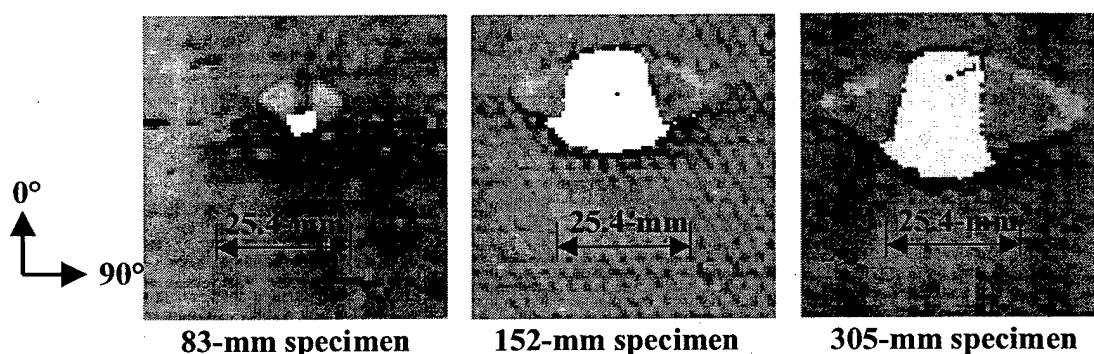 0°
90°
25.4-mm
25.4-mm
25.4-mm
83-mm specimen
152-mm specimen
305-mm specimen